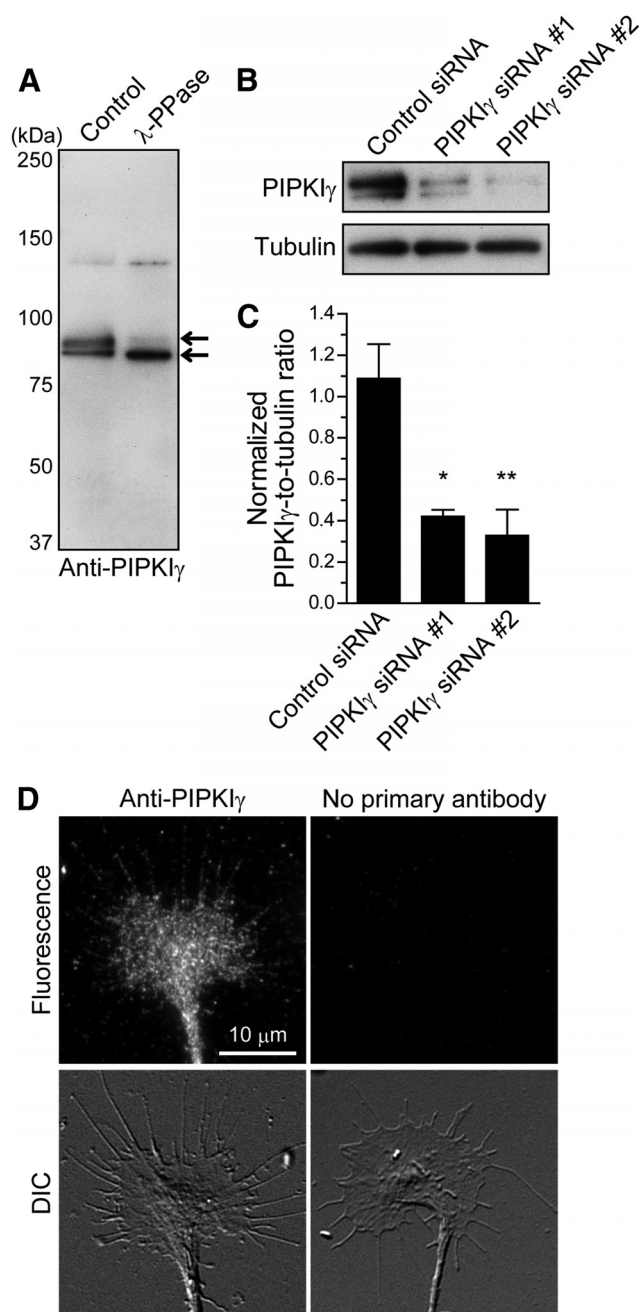 A
Control
λ-PPase
(kDa)
250
150
100
75
50
37
Anti-PIPKIγ
B
Control siRNA
PIPKIγ siRNA #1
PIPKIγ siRNA #2
PIPKIγ
Tubulin
C
Normalized
PIPKIγ-to-tubulin ratio
1.4
1.2
1.0
0.8
0.6
0.4
0.2
0.0
*
**
Control siRNA
PIPKIγ siRNA #1
PIPKIγ siRNA #2
D
Anti-PIPKIγ
No primary antibody
Fluorescence
10 μm
DIC